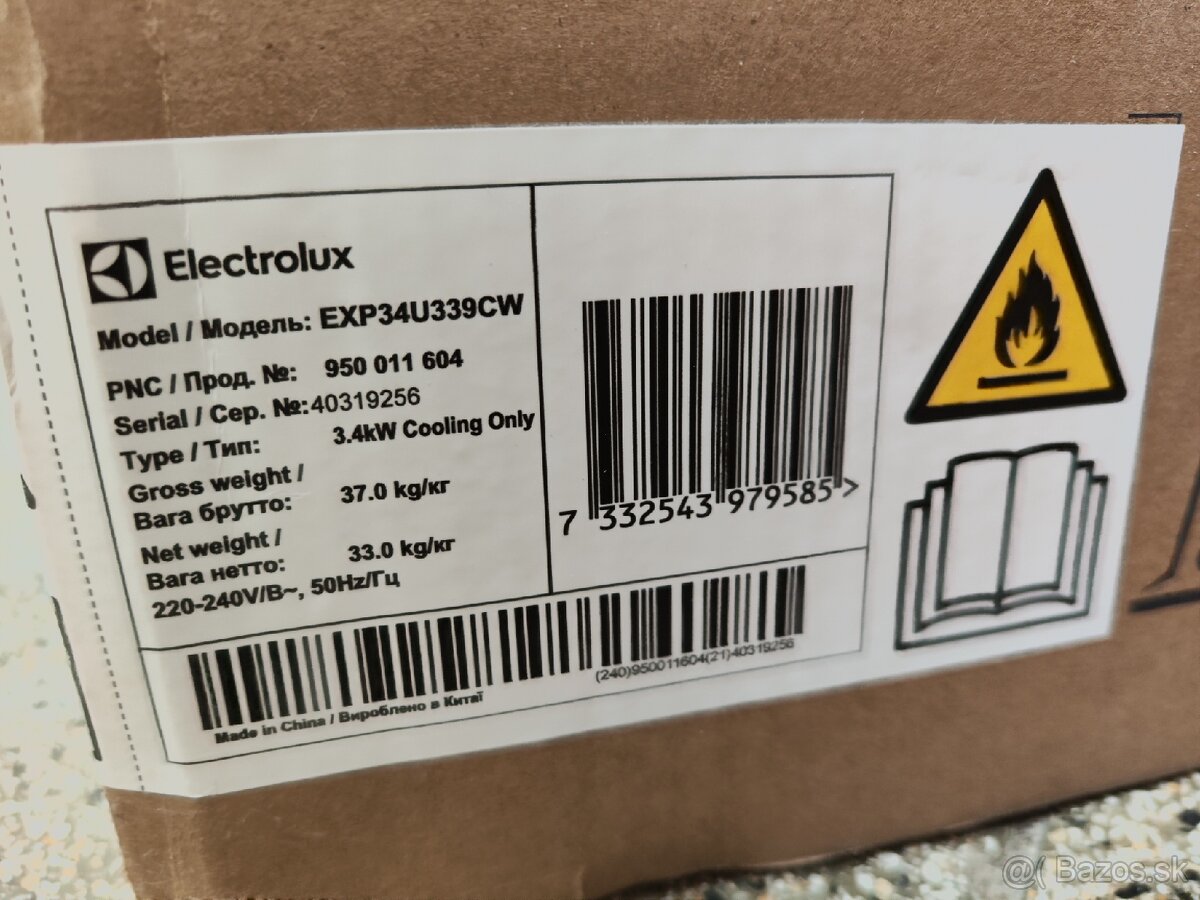 Electrolux
Model / Модель: EXP34U339CW
PNC / Прод. №: 950 011 604
Serial / Сер. №:40319256
Type / Тип: 3.4kW Cooling Only
Gross weight /
Вага брутто: 37.0 kg/кг
Net weight /
Вага нетто: 33.0 kg/кг
220-240V/В~, 50Hz/Гц
7 332543 979585 >
(240)950011604(21)40319256
Made in China / Вироблено в Китаї
@( Bazos.sk